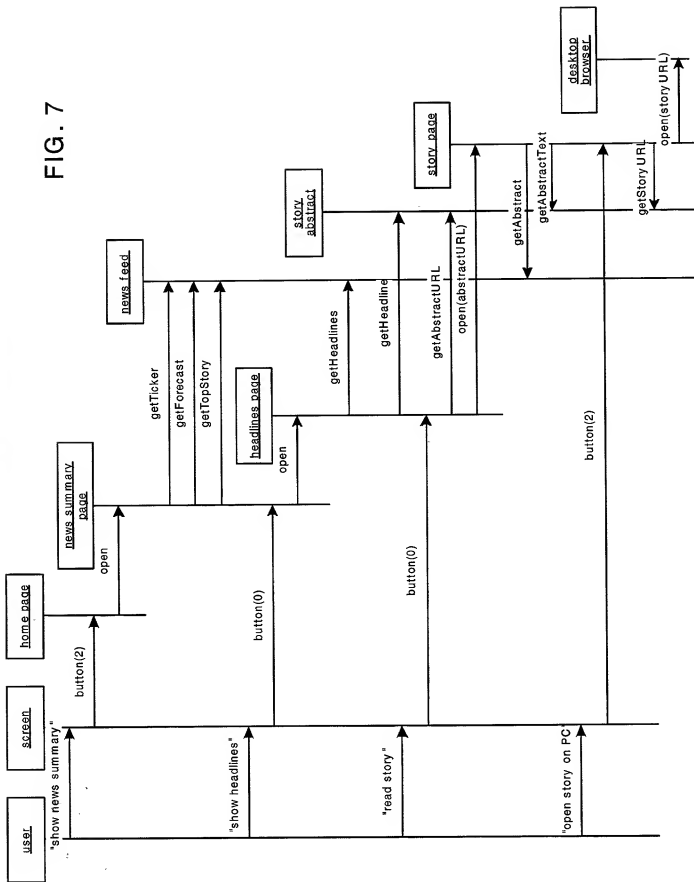 FIG. 7
user
screen
home page
news summary
page
news feed
headlines page
story
abstract
story page
desktop
browser
"show news summary"
button(2)
open
getTicker
getForecast
getTopStory
"show headlines"
button(0)
open
getHeadlines
getHeadline
"read story"
button(0)
getAbstractURL
open(abstractURL)
getAbstract
getAbstractText
"open story on PC"
button(2)
getStoryURL
open(storyURL)